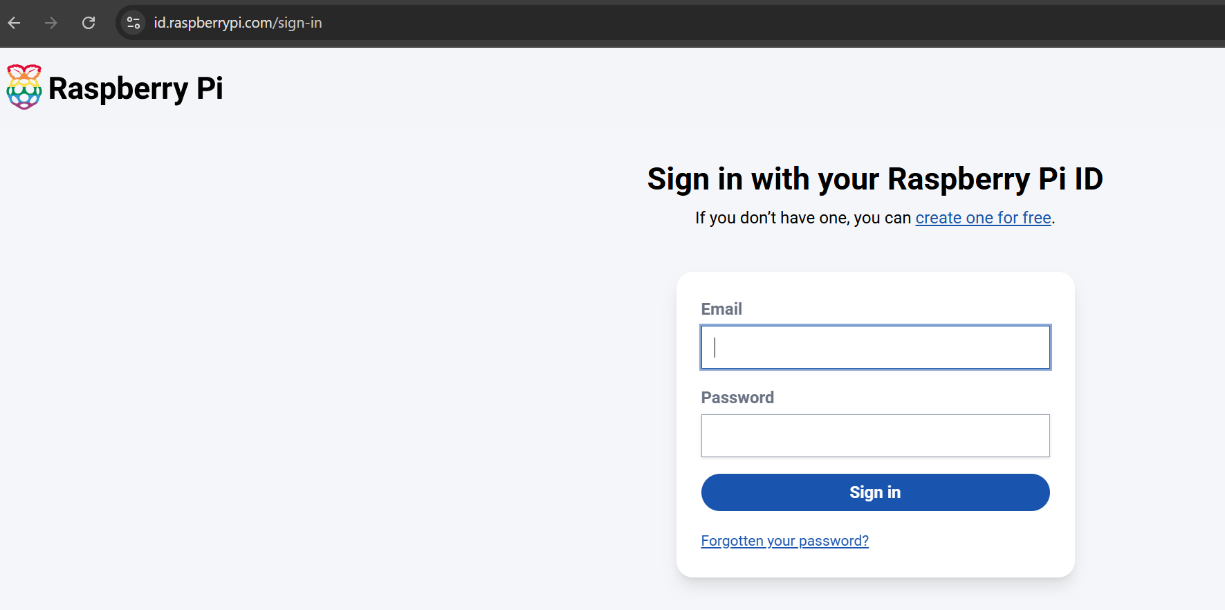 id.raspberrypi.com/sign-in
Raspberry Pi
Sign in with your Raspberry Pi ID
If you don’t have one, you can create one for free.
Email
Password
Sign in
Forgotten your password?